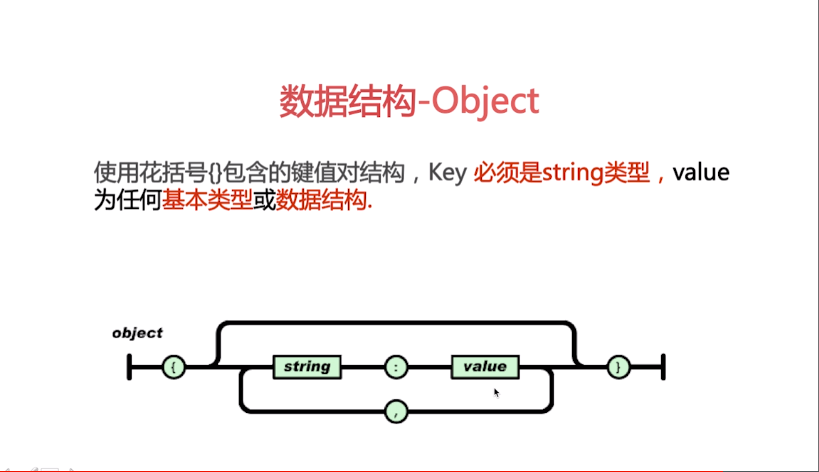 数据结构-Object
使用花括号{}包含的键值对结构，Key 必须是string类型，value
为任何基本类型或数据结构.
object
{ string : value }
,